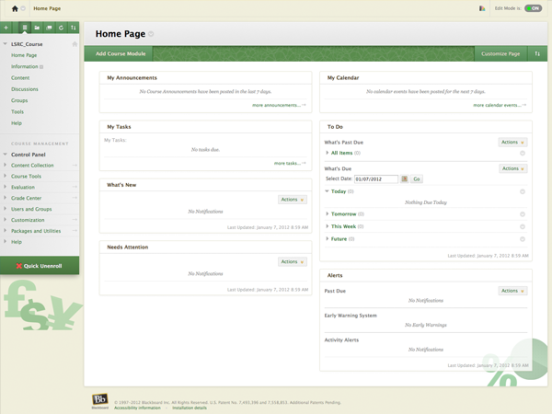 Home Page
Edit Mode is: ON
LSRC_Course
Home Page
Information
Content
Discussions
Groups
Tools
Help
COURSE MANAGEMENT
Control Panel
Content Collection
Course Tools
Evaluation
Grade Center
Users and Groups
Customization
Packages and Utilities
Help
Quick Unenroll
Home Page
Add Course Module
Customize Page
My Announcements
No Course Announcements have been posted in the last 7 days.
more announcements...
My Tasks
My Tasks:
No tasks due.
more tasks...
What's New
Actions
No Notifications
Last Updated: January 7, 2012 8:59 AM
Needs Attention
Actions
No Notifications
Last Updated: January 7, 2012 8:59 AM
My Calendar
No calendar events have been posted for the next 7 days.
more calendar events...
To Do
What's Past Due
Actions
All Items (0)
What's Due
Actions
Select Date: 01/07/2012 Go
Today (0)
Nothing Due Today
Tomorrow (0)
This Week (0)
Future (0)
Last Updated: January 7, 2012 8:59 AM
Alerts
Past Due
Actions
No Notifications
Early Warning System
No Early Warnings
Activity Alerts
No Notifications
Last Updated: January 7, 2012 8:59 AM
Bb
Blackboard
© 1997-2012 Blackboard Inc. All Rights Reserved. U.S. Patent No. 7,493,396 and 7,558,853. Additional Patents Pending.
Accessibility Information
Installation details